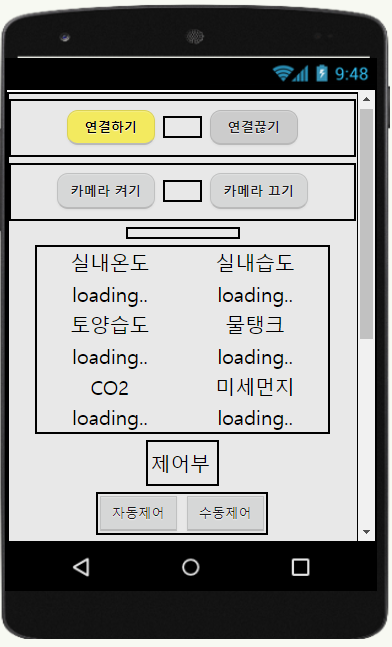 9:48
연결하기 연결끊기
카메라 켜기 카메라 끄기
실내온도 실내습도
loading.. loading..
토양습도 물탱크
loading.. loading..
CO2 미세먼지
loading.. loading..
제어부
자동제어 수동제어